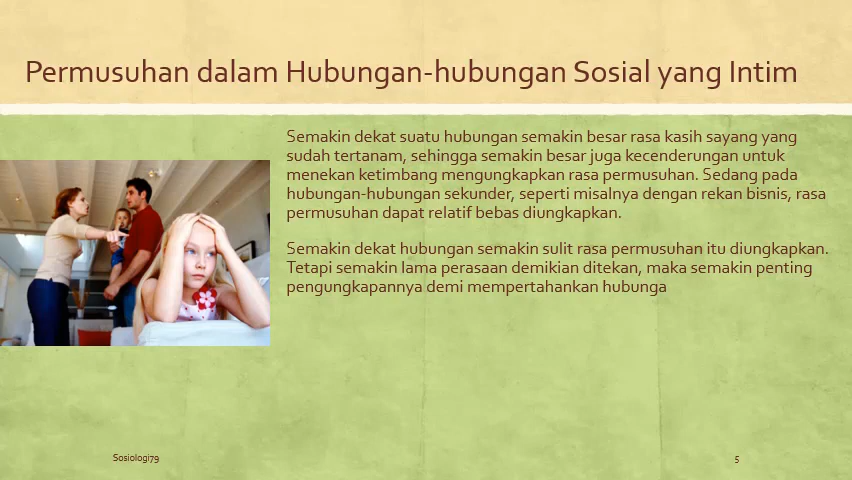 Permusuhan dalam Hubungan-hubungan Sosial yang Intim
Semakin dekat suatu hubungan semakin besar rasa kasih sayang yang
sudah tertanam, sehingga semakin besar juga kecenderungan untuk
menekan ketimbang mengungkapkan rasa permusuhan. Sedang pada
hubungan-hubungan sekunder, seperti misalnya dengan rekan bisnis, rasa
permusuhan dapat relatif bebas diungkapkan.
Semakin dekat hubungan semakin sulit rasa permusuhan itu diungkapkan.
Tetapi semakin lama perasaan demikian ditekan, maka semakin penting
pengungkapannya demi mempertahankan hubunga
Sosiologi79
5